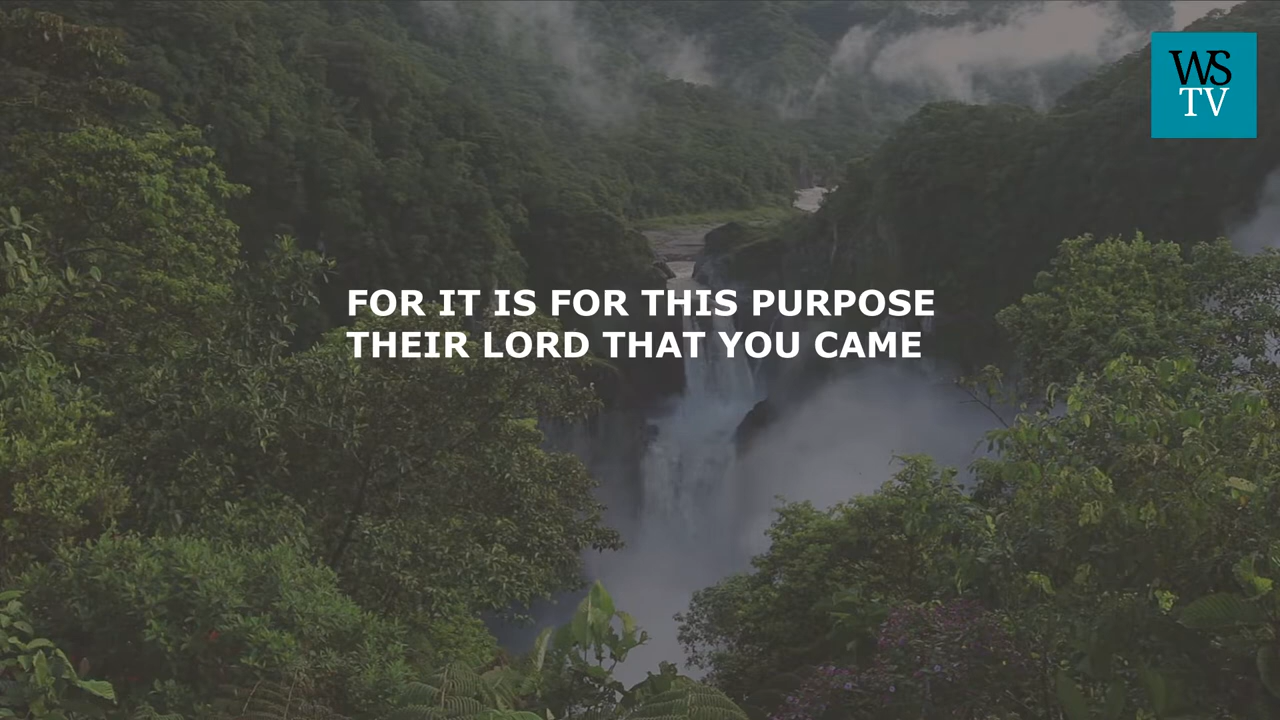 WS
TV
FOR IT IS FOR THIS PURPOSE
THEIR LORD THAT YOU CAME